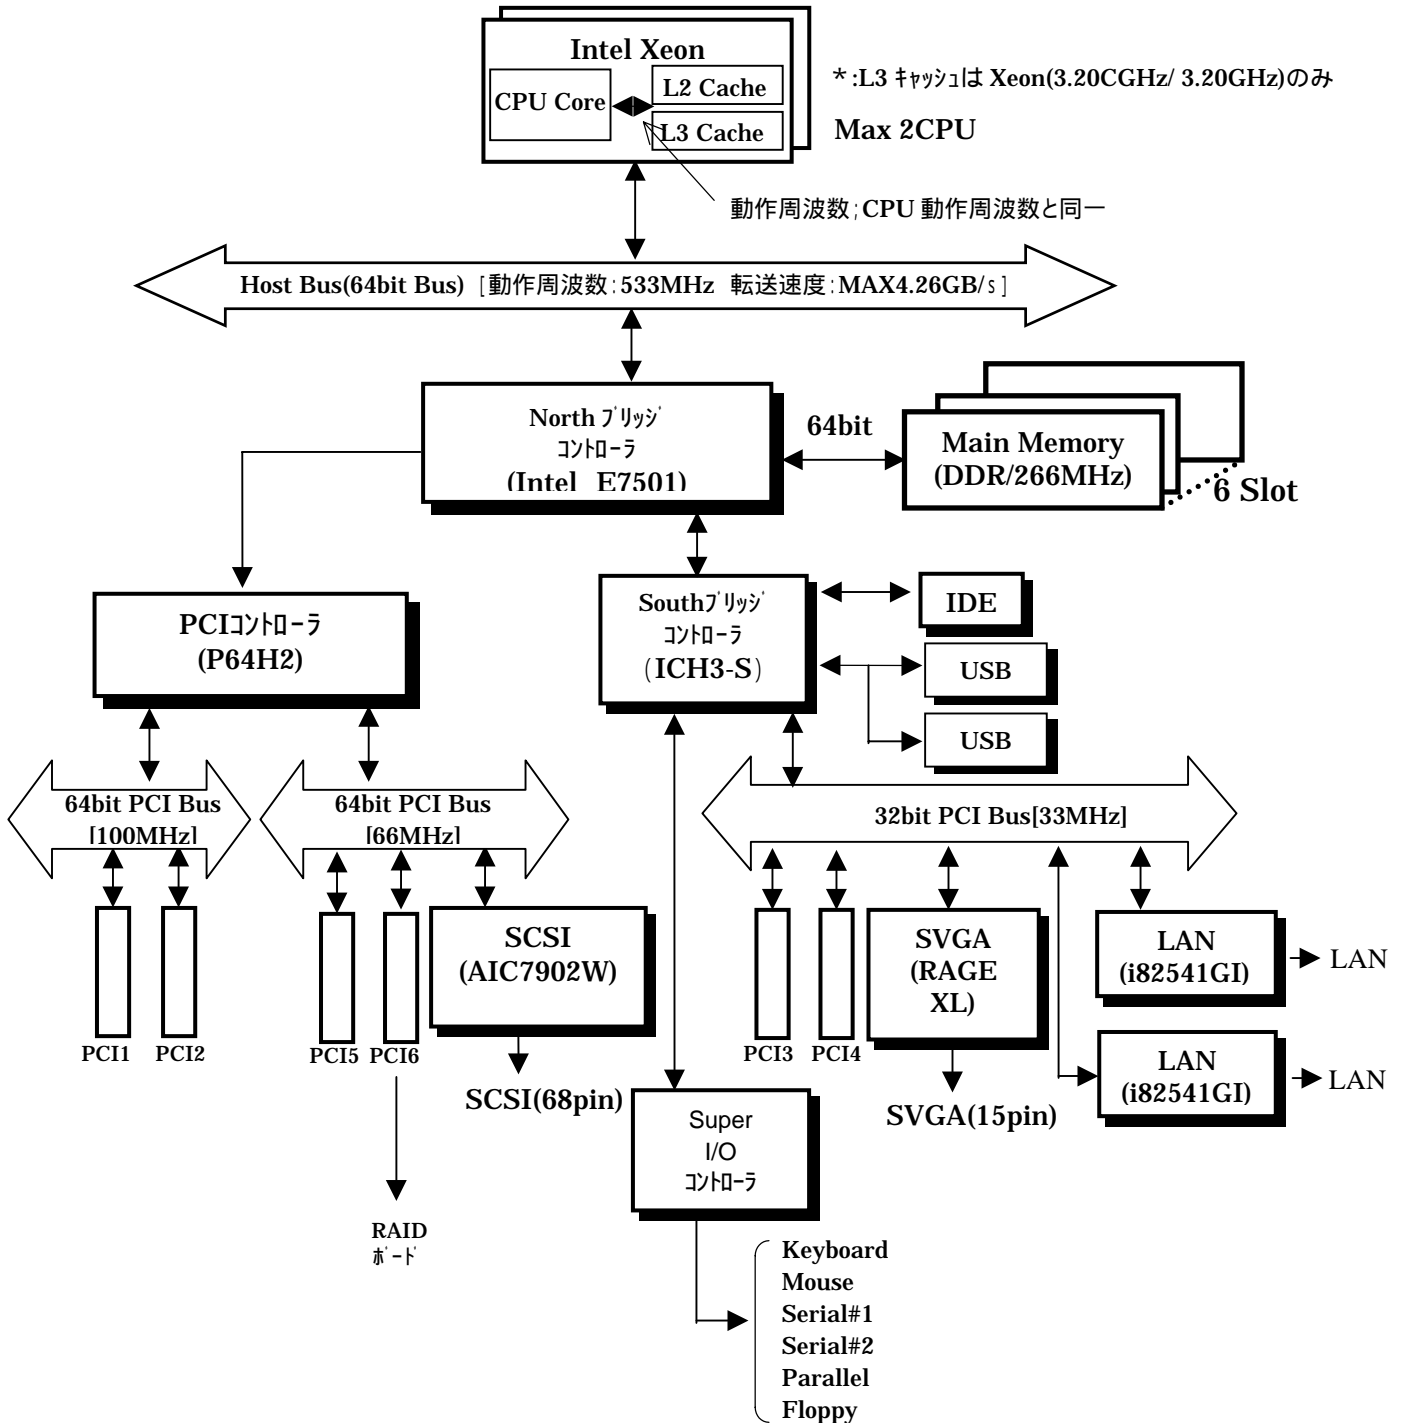 Intel Xeon
CPU Core
L2 Cache
L3 Cache
*:L3 ｷｬｯｼｭは Xeon(3.20CGHz/ 3.20GHz)のみ
Max 2CPU
動作周波数;CPU 動作周波数と同一
Host Bus(64bit Bus) [動作周波数:533MHz 転送速度:MAX4.26GB/s]
North ﾌﾞﾘｯｼﾞ
ｺﾝﾄﾛｰﾗ
(Intel E7501)
64bit
Main Memory
(DDR/266MHz)
6 Slot
PCIｺﾝﾄﾛｰﾗ
(P64H2)
Southﾌﾞﾘｯｼﾞ
ｺﾝﾄﾛｰﾗ
(ICH3-S)
IDE
USB
USB
64bit PCI Bus
[100MHz]
64bit PCI Bus
[66MHz]
32bit PCI Bus[33MHz]
PCI1
PCI2
PCI5
PCI6
SCSI
(AIC7902W)
SCSI(68pin)
RAID
ﾎﾞｰﾄﾞ
PCI3
PCI4
SVGA
(RAGE
XL)
SVGA(15pin)
LAN
(i82541GI)
LAN
LAN
(i82541GI)
LAN
Super
I/O
ｺﾝﾄﾛｰﾗ
Keyboard
Mouse
Serial#1
Serial#2
Parallel
Floppy